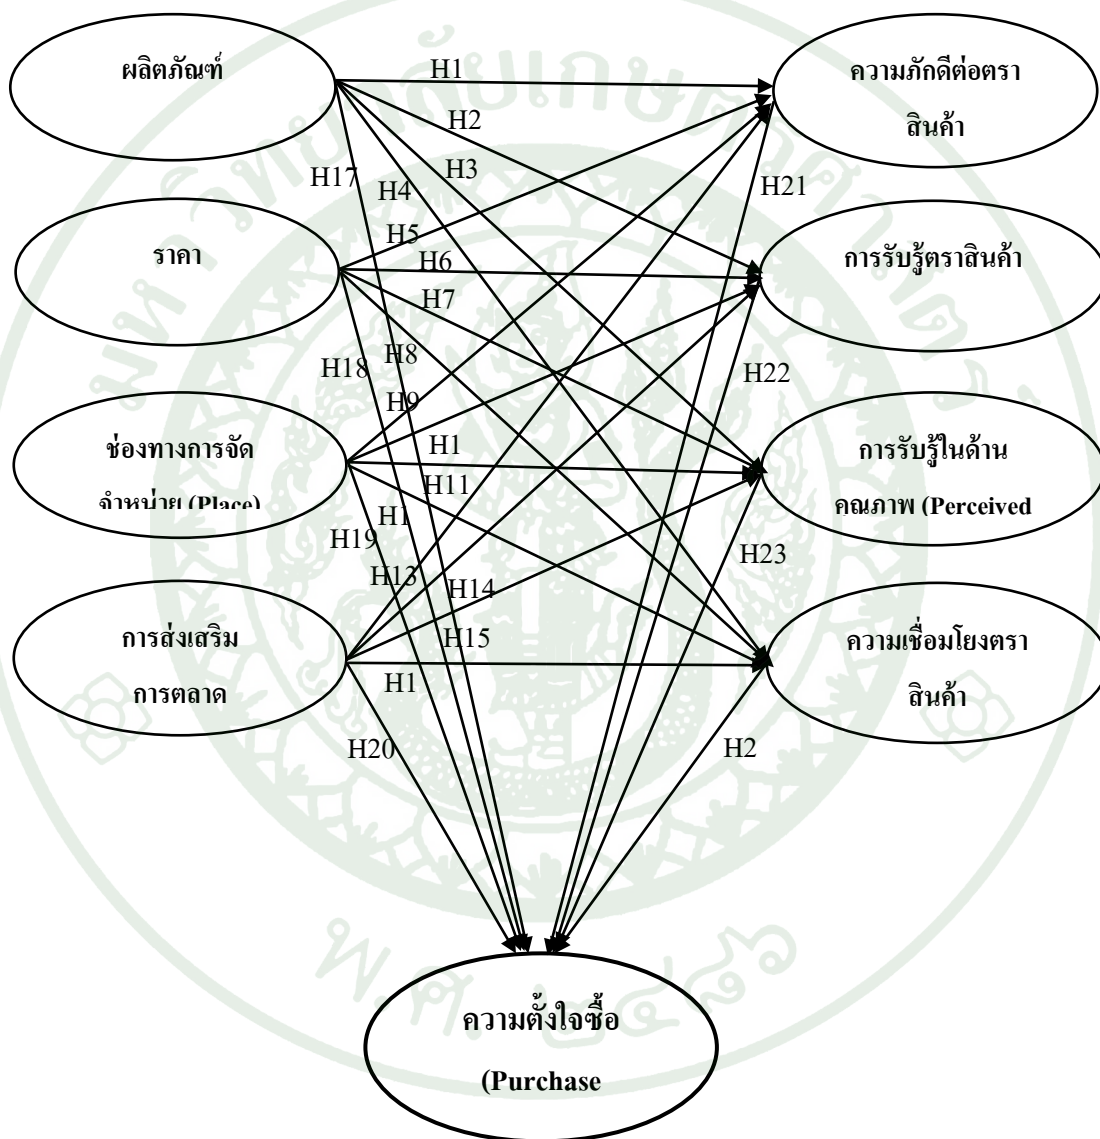 ผลิตภัณฑ์
ความภักดีต่อตรา
สินค้า
H1
H2
H3
H17
H4
H21
ราคา
การรับรู้ตราสินค้า
H5
H6
H7
H18
H8
H22
H9
ช่องทางการจัด
จำหน่าย (Place)
การรับรู้ในด้าน
คุณภาพ (Perceived
H1
H11
H1
H19
H23
H13
H14
การส่งเสริม
การตลาด
ความเชื่อมโยงตรา
สินค้า
H15
H1
H20
H2
ความตั้งใจซื้อ
(Purchase
พ.ศ. ๒๔๘๖